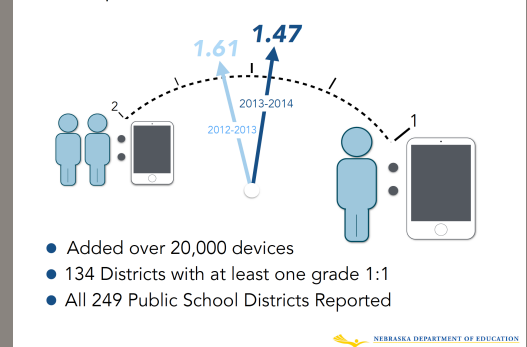 1.61
1.47
2
2013-2014
1
2012-2013
Added over 20,000 devices
134 Districts with at least one grade 1:1
All 249 Public School Districts Reported
NEBRASKA DEPARTMENT OF EDUCATION